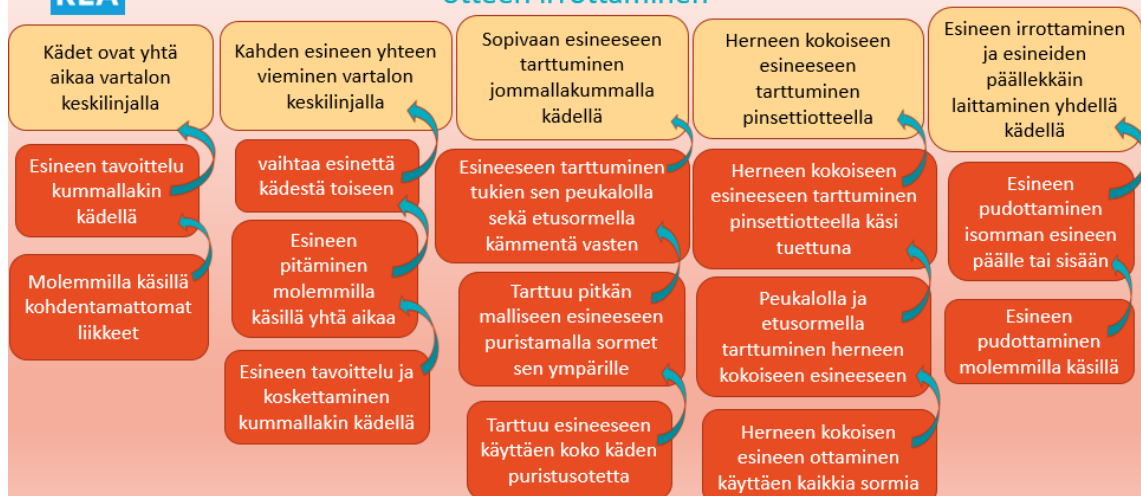 KEA
otteen irrottaminen
Kädet ovat yhtä
aikaa vartalon
keskilinjalla
Esineen tavoittelu
kummallakin
kädellä
Molemmilla käsillä
kohdentamattomat
liikkeet
Kahden esineen yhteen
vieminen vartalon
keskilinjalla
vaihtaa esinettä
kädestä toiseen
Esineen
pitäminen
molemmilla
käsillä yhtä aikaa
Esineen tavoittelu ja
koskettaminen
kummallakin kädellä
Sopivaan esineeseen
tarttuminen
jommallakummalla
kädellä
Esineeseen tarttuminen
tukien sen peukalolla
sekä etusormella
kämmentä vasten
Tarttuu pitkän
malliseen esineeseen
puristamalla sormet
sen ympärille
Tarttuu esineeseen
käyttäen koko käden
puristusotetta
Herneen kokoiseen
esineeseen
tarttuminen
pinsettiotteella
Herneen kokoiseen
esineeseen tarttuminen
pinsettiotteella käsi
tuettuna
Peukalolla ja
etusormella
tarttuminen herneen
kokoiseen esineeseen
Herneen kokoisen
esineen ottaminen
käyttäen kaikkia sormia
Esineen irrottaminen
ja esineiden
päällekkäin
laittaminen yhdellä
kädellä
Esineen
pudottaminen
isomman esineen
päälle tai sisään
Esineen
pudottaminen
molemmilla käsillä